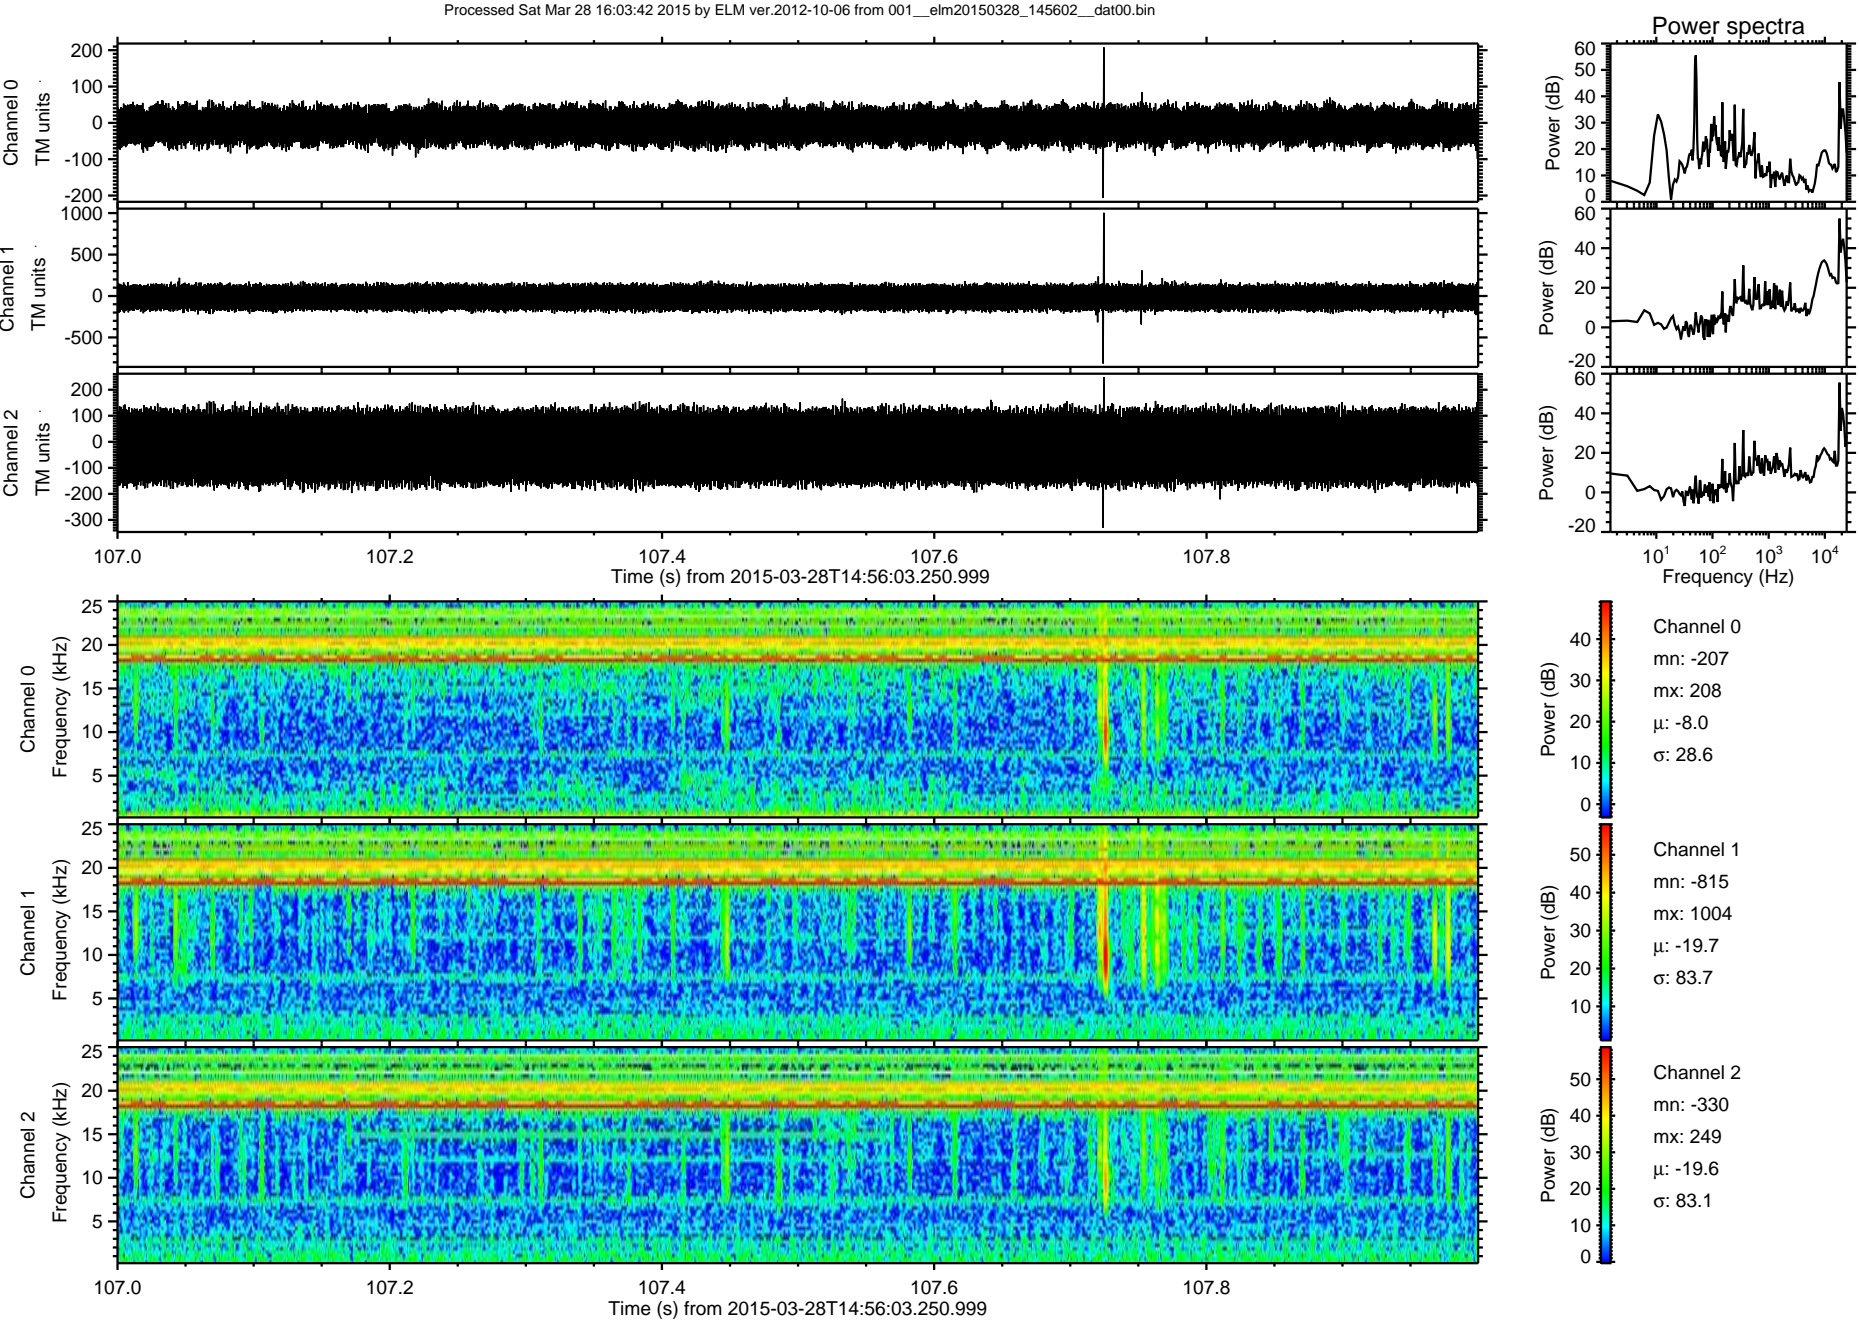 Processed Sat Mar 28 16:03:42 2015 by ELM ver.2012-10-06 from 001__elm20150328_145602__dat00.bin
Power spectra
Channel 0
TM units
200
100
0
-100
-200
Power (dB)
60
50
40
30
20
10
0
Channel 1
TM units
1000
500
0
-500
Power (dB)
60
40
20
0
-20
Channel 2
TM units
200
100
0
-100
-200
-300
Power (dB)
60
40
20
0
-20
107.0 107.2 107.4 107.6 107.8
Time (s) from 2015-03-28T14:56:03.250.999
10¹ 10² 10³ 10⁴
Frequency (Hz)
Channel 0
Frequency (kHz)
25
20
15
10
5
Power (dB)
40
30
20
10
0
Channel 0
mn: -207
mx: 208
μ: -8.0
σ: 28.6
Channel 1
Frequency (kHz)
25
20
15
10
5
Power (dB)
50
40
30
20
10
Channel 1
mn: -815
mx: 1004
μ: -19.7
σ: 83.7
Channel 2
Frequency (kHz)
25
20
15
10
5
Power (dB)
50
40
30
20
10
0
Channel 2
mn: -330
mx: 249
μ: -19.6
σ: 83.1
107.0 107.2 107.4 107.6 107.8
Time (s) from 2015-03-28T14:56:03.250.999